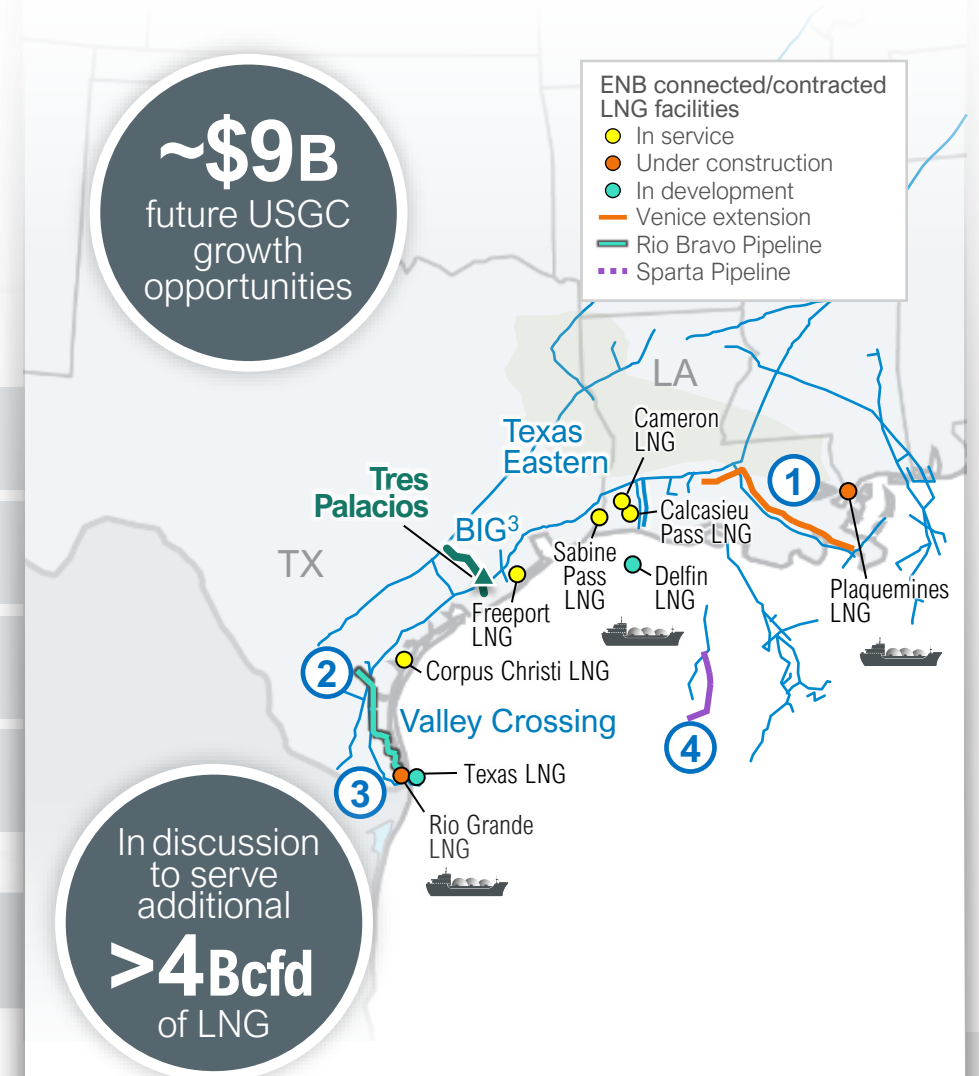 ~$9B
future USGC
growth
opportunities
ENB connected/contracted
LNG facilities
In service
Under construction
In development
Venice extension
Rio Bravo Pipeline
Sparta Pipeline
LA
Cameron
LNG
Texas
Eastern
1
Tres
Palacios
Calcasieu
Pass LNG
BIG³
TX
Sabine
Pass
LNG
Delfin
LNG
Plaquemines
LNG
Freeport
LNG
2
Corpus Christi LNG
Valley Crossing
4
Texas LNG
3
Rio Grande
LNG
In discussion
to serve
additional
>4Bcfd
of LNG